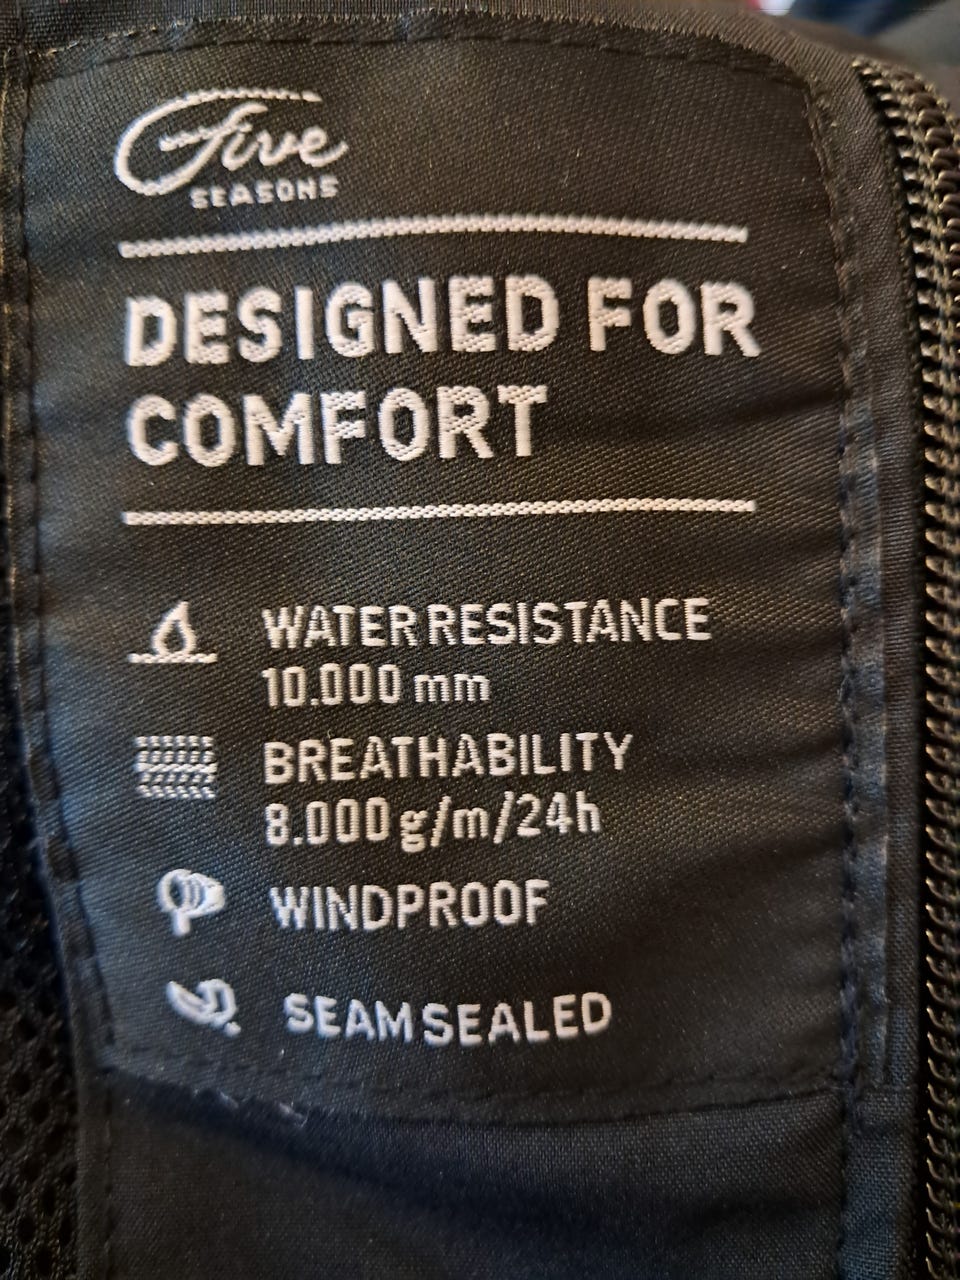 Five
SEASONS
DESIGNED FOR
COMFORT
WATER RESISTANCE
10.000 mm
BREATHABILITY
8.000 g/m/24h
WINDPROOF
SEAM SEALED